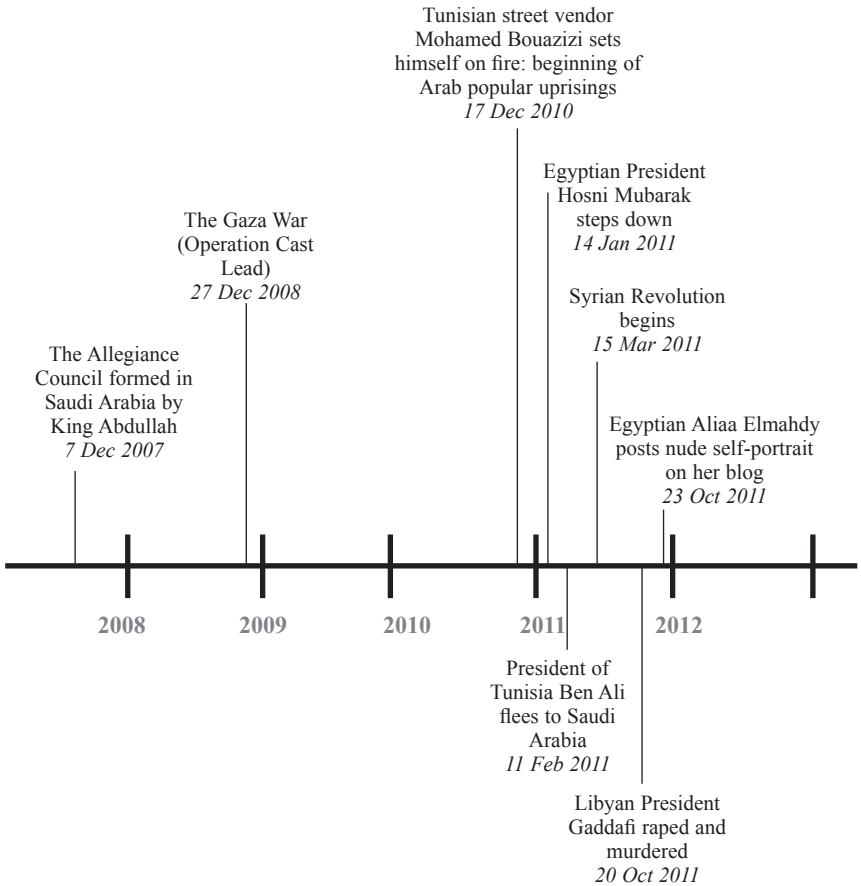 Tunisian street vendor
Mohamed Bouazizi sets
himself on fire: beginning of
Arab popular uprisings
17 Dec 2010
Egyptian President
Hosni Mubarak
steps down
14 Jan 2011
The Gaza War
(Operation Cast
Lead)
27 Dec 2008
Syrian Revolution
begins
15 Mar 2011
The Allegiance
Council formed in
Saudi Arabia by
King Abdullah
7 Dec 2007
Egyptian Aliaa Elmahdy
posts nude self-portrait
on her blog
23 Oct 2011
2008
2009
2010
2011
2012
President of
Tunisia Ben Ali
flees to Saudi
Arabia
11 Feb 2011
Libyan President
Gaddafi raped and
murdered
20 Oct 2011